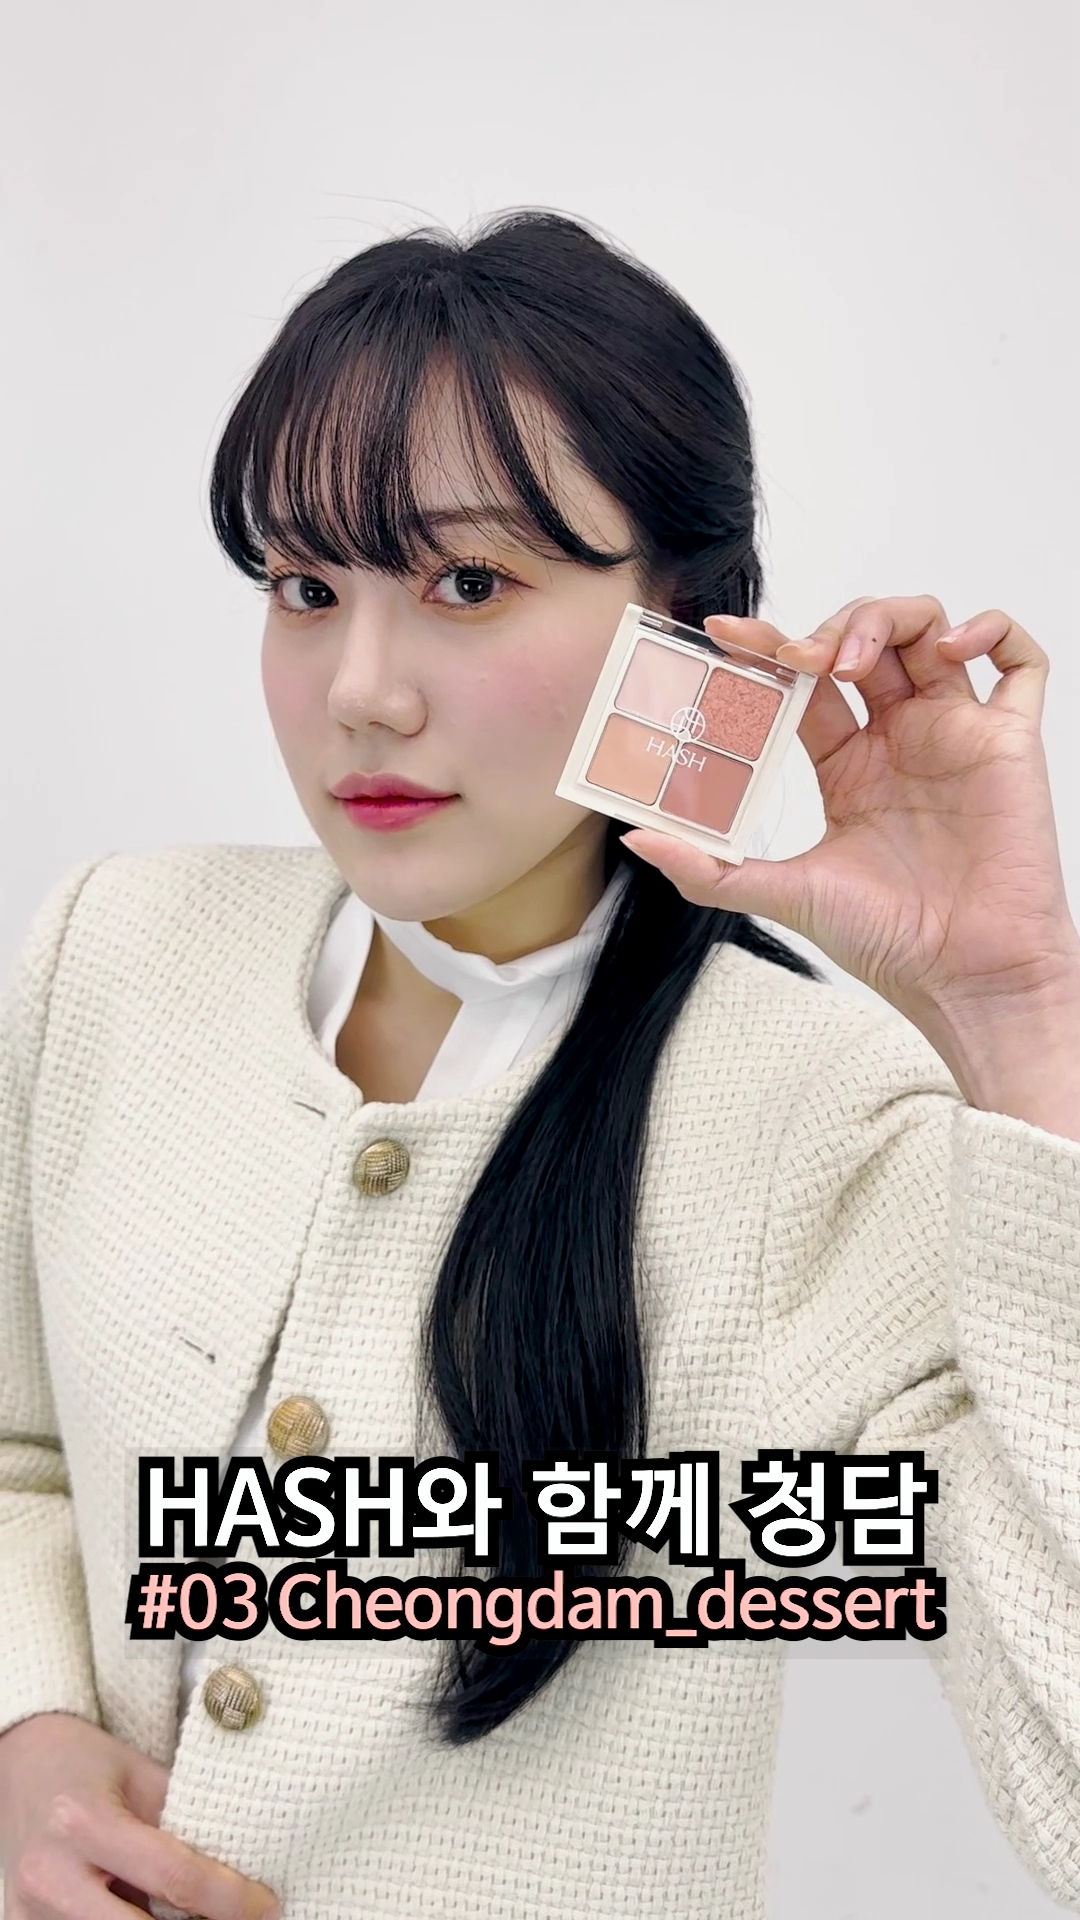 HASH
HASH와 함께 청담
#03 Cheongdam_dessert